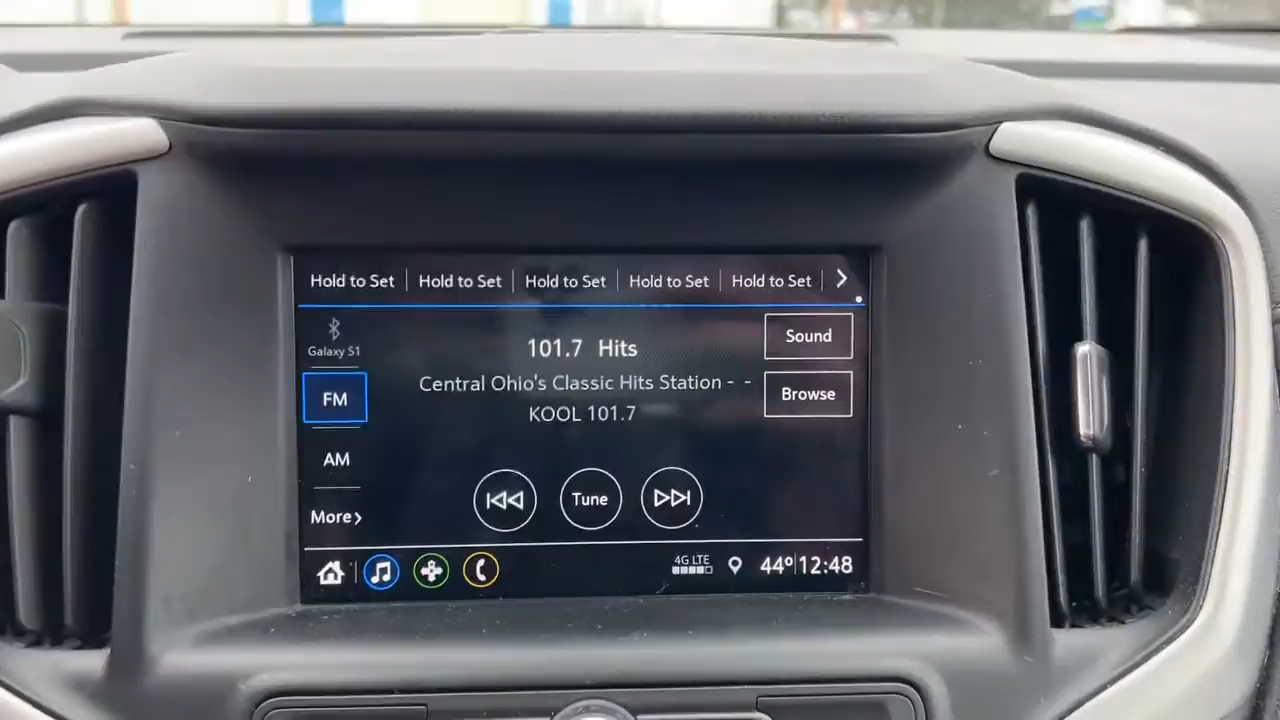 Hold to Set Hold to Set Hold to Set Hold to Set Hold to Set
Galaxy S1
Sound
101.7 Hits
Central Ohio's Classic Hits Station - -
Browse
FM
KOOL 101.7
AM
Tune
More
4G LTE
44° 12:48